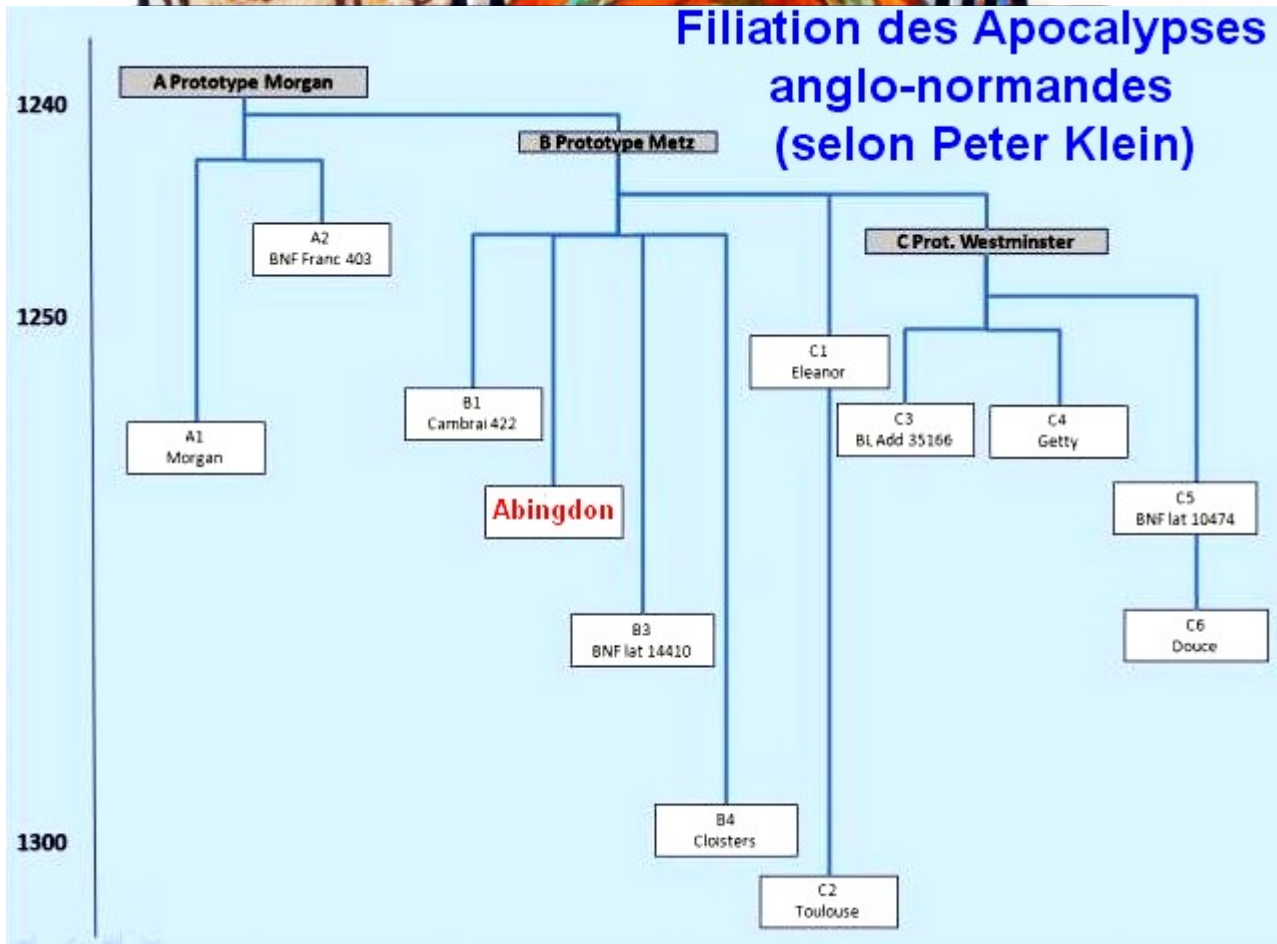 Filiation des Apocalypses
anglo-normandes
(selon Peter Klein)
A Prototype Morgan
1240
B Prototype Metz
A2
BNF Franc 403
C Prot. Westminster
1250
C1
Eleanor
B1
Cambrai 422
C3
BL Add 35166
C4
Getty
A1
Morgan
Abingdon
C5
BNF lat 10474
B3
BNF lat 14410
C6
Douce
B4
Cloisters
1300
C2
Toulouse